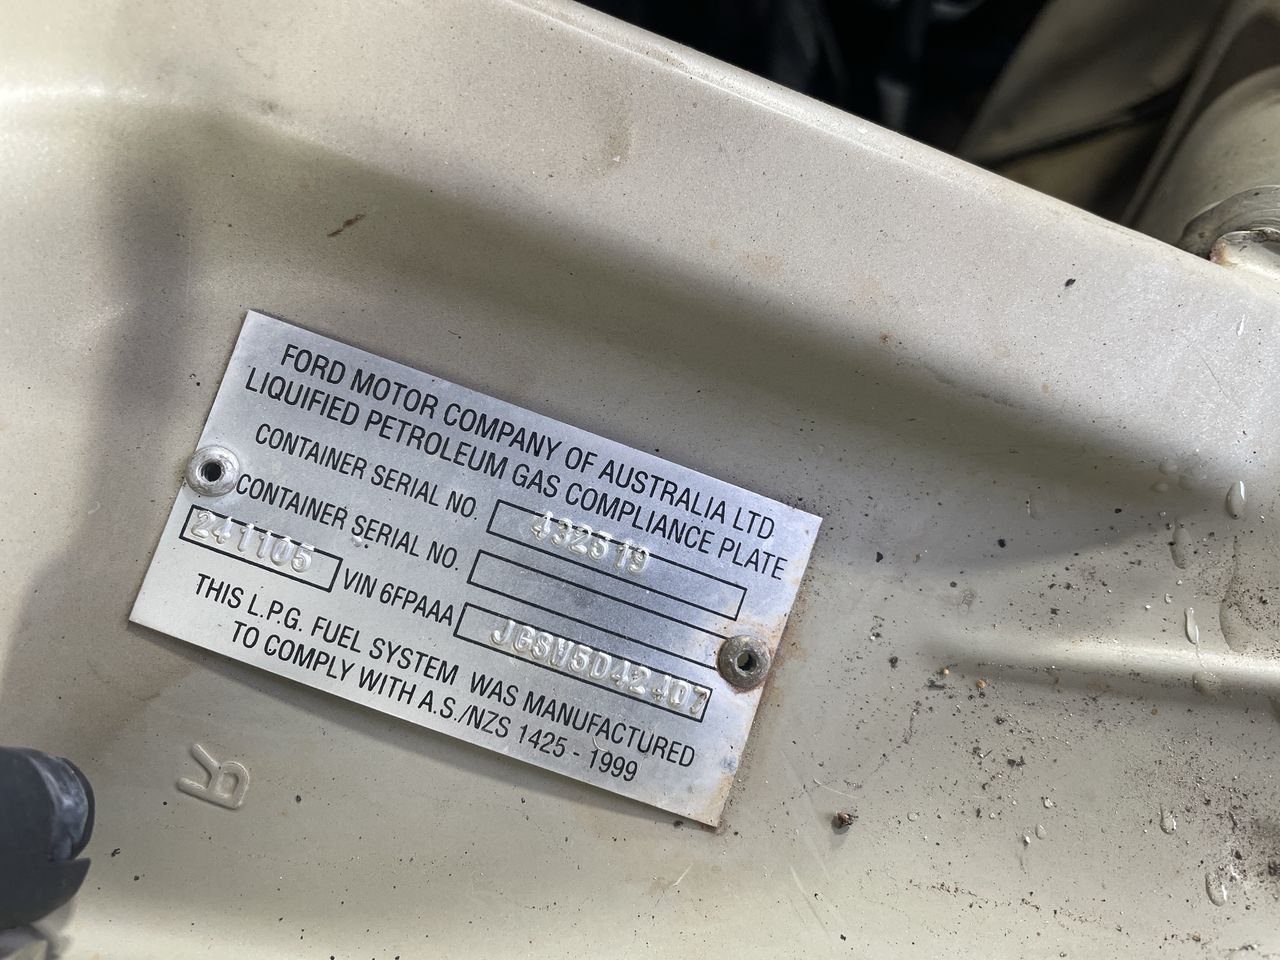 FORD MOTOR COMPANY OF AUSTRALIA LTD
LIQUIFIED PETROLEUM GAS COMPLIANCE PLATE
CONTAINER SERIAL NO. 432519
CONTAINER SERIAL NO.
241105 VIN 6FPAAA JGSW5D42407
THIS L.P.G. FUEL SYSTEM WAS MANUFACTURED
TO COMPLY WITH A.S./NZS 1425 - 1999
R